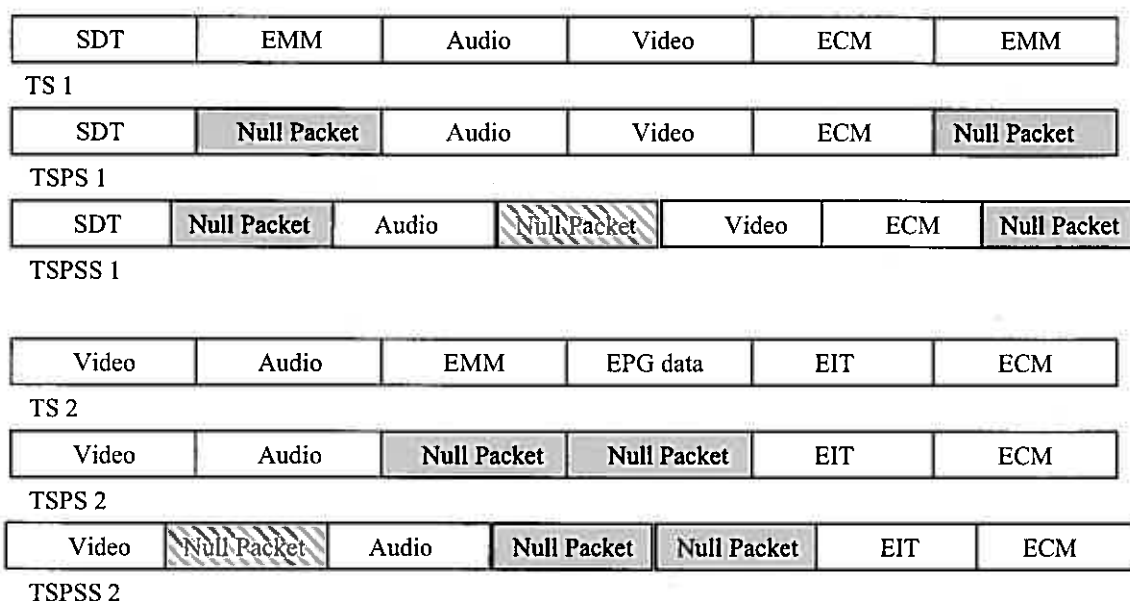 SDT EMM Audio Video ECM EMM
TS 1
SDT Null Packet Audio Video ECM Null Packet
TSPS 1
SDT Null Packet Audio Null Packet Video ECM Null Packet
TSPSS 1
Video Audio EMM EPG data EIT ECM
TS 2
Video Audio Null Packet Null Packet EIT ECM
TSPS 2
Video Null Packet Audio Null Packet Null Packet EIT ECM
TSPSS 2